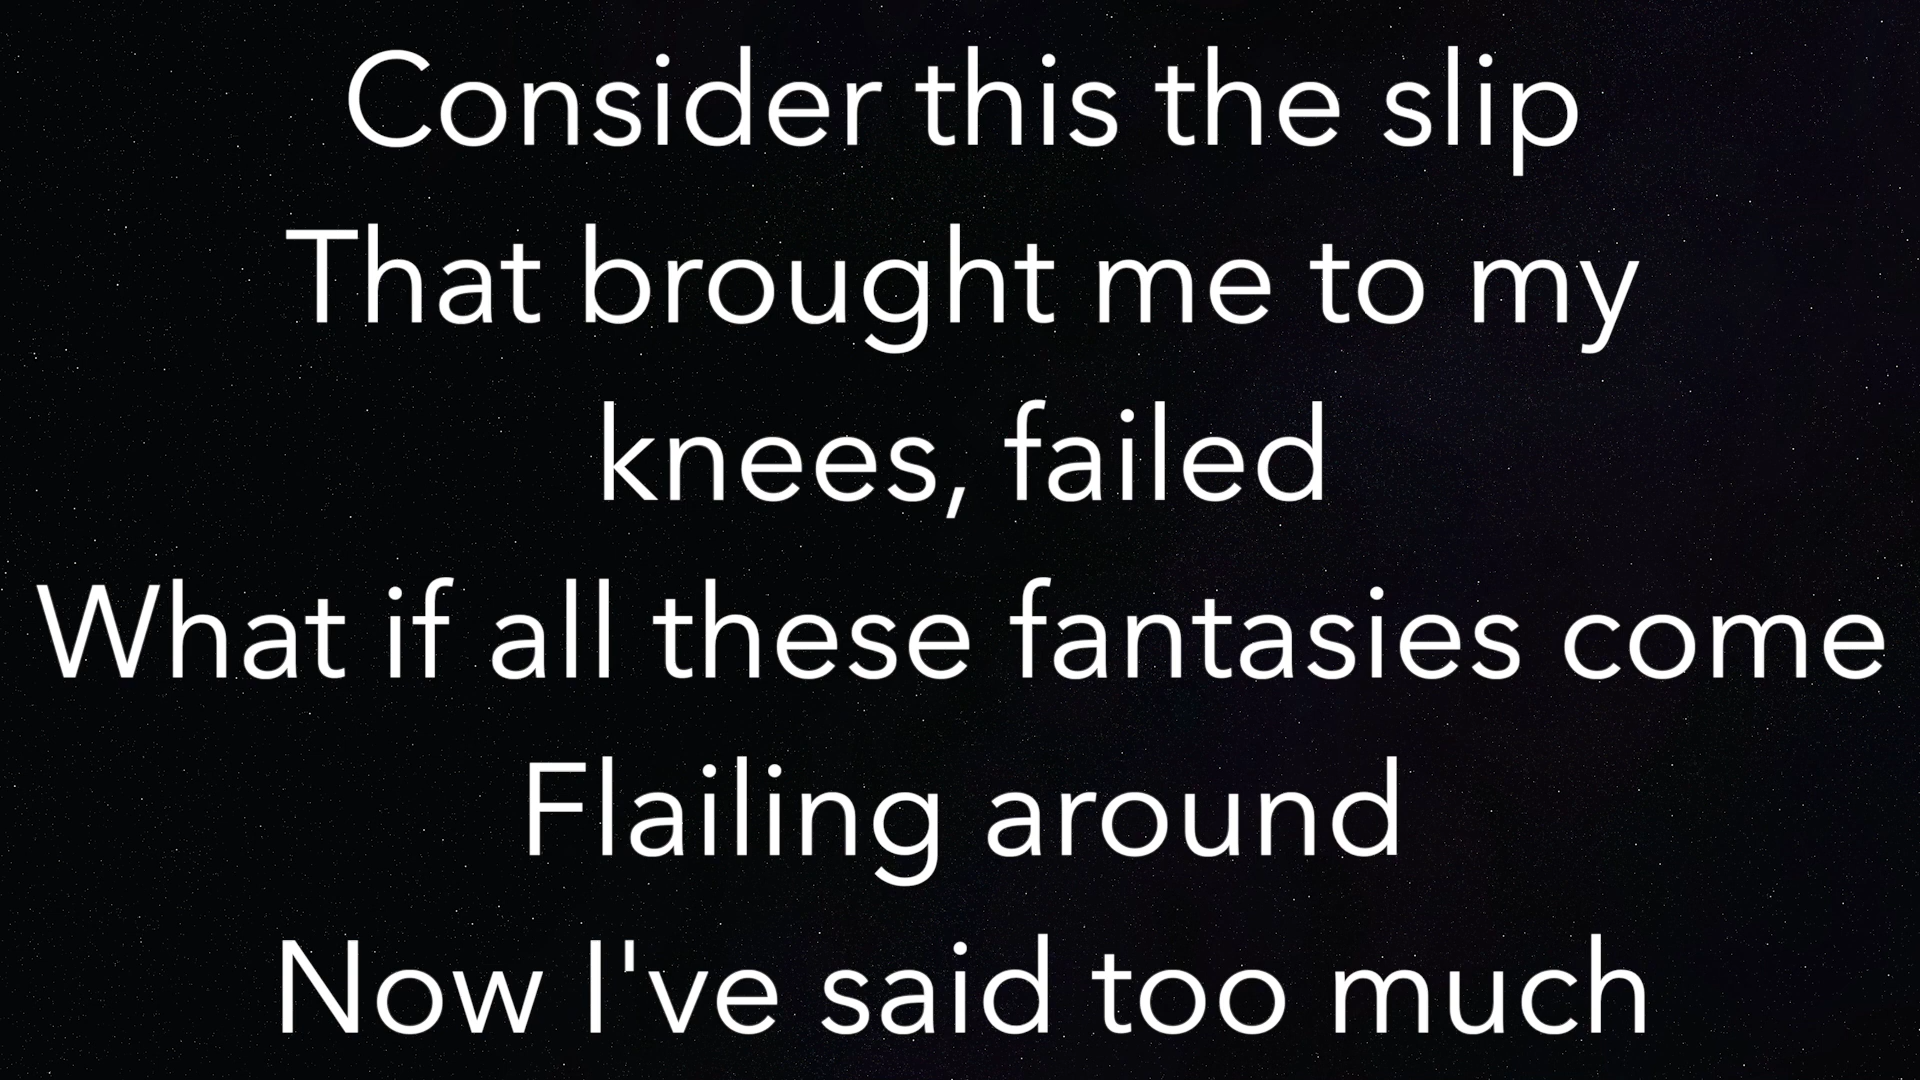 Consider this the slip
That brought me to my
knees, failed
What if all these fantasies come
Flailing around
Now I've said too much